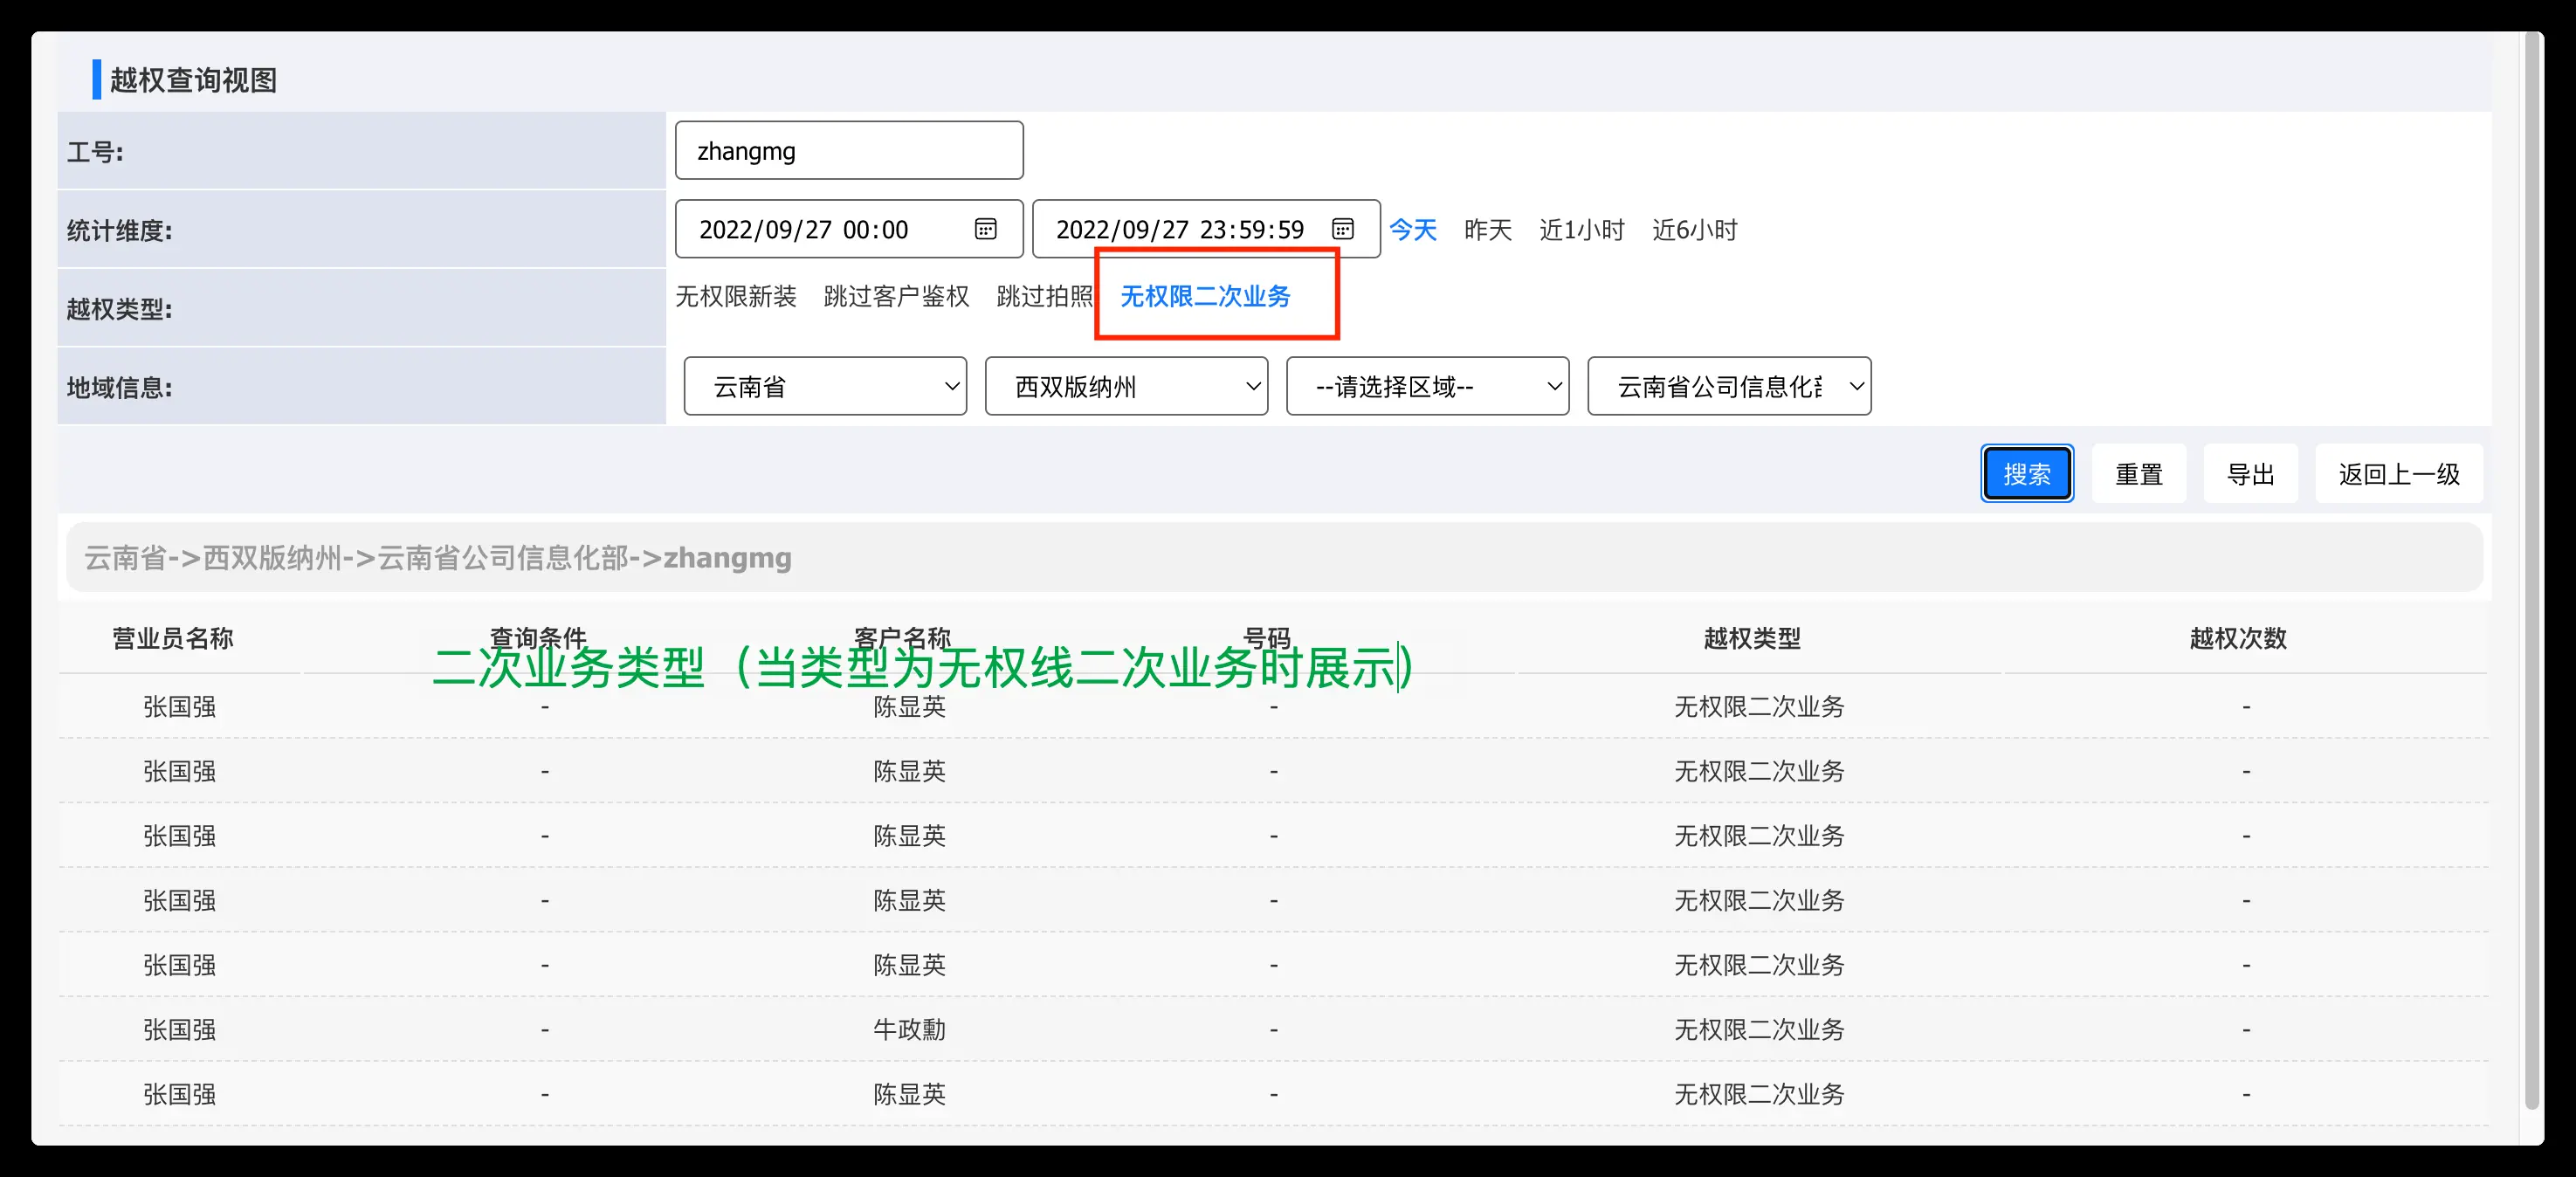 越权查询视图
工号: zhangmg
统计维度: 2022/09/27 00:00 2022/09/27 23:59:59 今天 昨天 近1小时 近6小时
越权类型: 无权限新装 跳过客户鉴权 跳过拍照 无权限二次业务
地域信息: 云南省 西双版纳州 --请选择区域-- 云南省公司信息化
搜索 重置 导出 返回上一级
云南省->西双版纳州->云南省公司信息化部->zhangmg
营业员名称 查询条件 客户名称 号码 越权类型 越权次数
二次业务类型（当类型为无权线二次业务时展示）
张国强 - 陈显英 - 无权限二次业务 -
张国强 - 陈显英 - 无权限二次业务 -
张国强 - 陈显英 - 无权限二次业务 -
张国强 - 陈显英 - 无权限二次业务 -
张国强 - 陈显英 - 无权限二次业务 -
张国强 - 牛政勳 - 无权限二次业务 -
张国强 - 陈显英 - 无权限二次业务 -